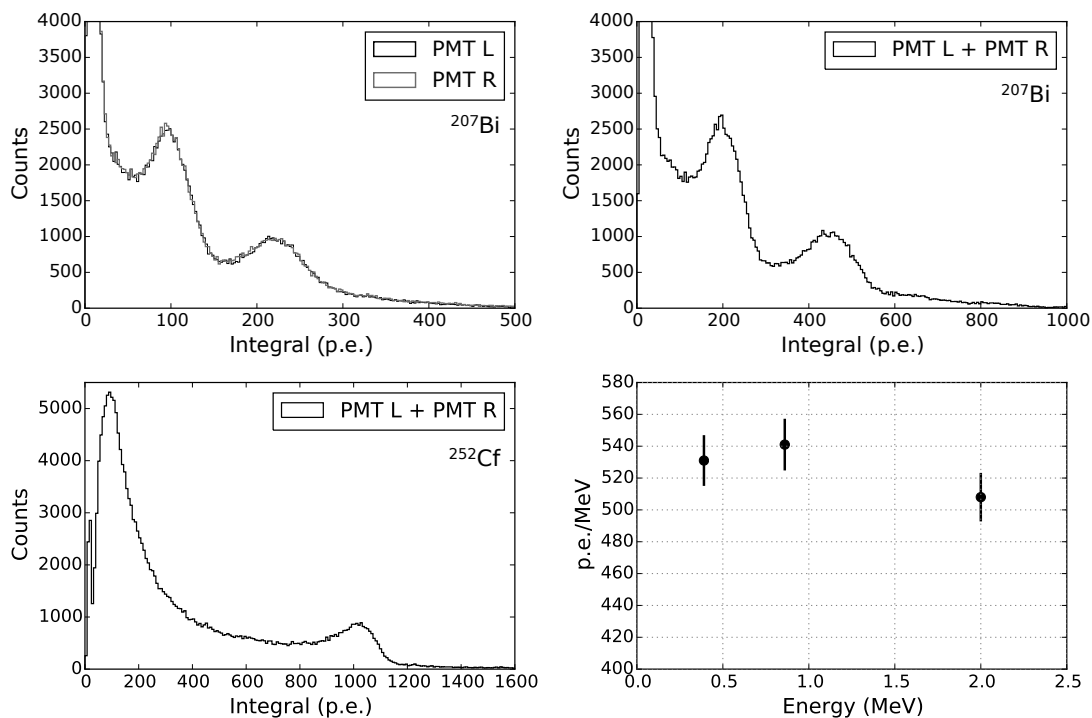 4000
3500
3000
2500
2000
1500
1000
500
0
Counts
PMT L
PMT R
²⁰⁷Bi
0 100 200 300 400 500
Integral (p.e.)
4000
3500
3000
2500
2000
1500
1000
500
0
Counts
PMT L + PMT R
²⁰⁷Bi
0 200 400 600 800 1000
Integral (p.e.)
5000
4000
3000
2000
1000
0
Counts
PMT L + PMT R
²⁵²Cf
0 200 400 600 800 1000 1200 1400 1600
Integral (p.e.)
580
560
540
520
500
480
460
440
420
400
p.e./MeV
0.0 0.5 1.0 1.5 2.0 2.5
Energy (MeV)